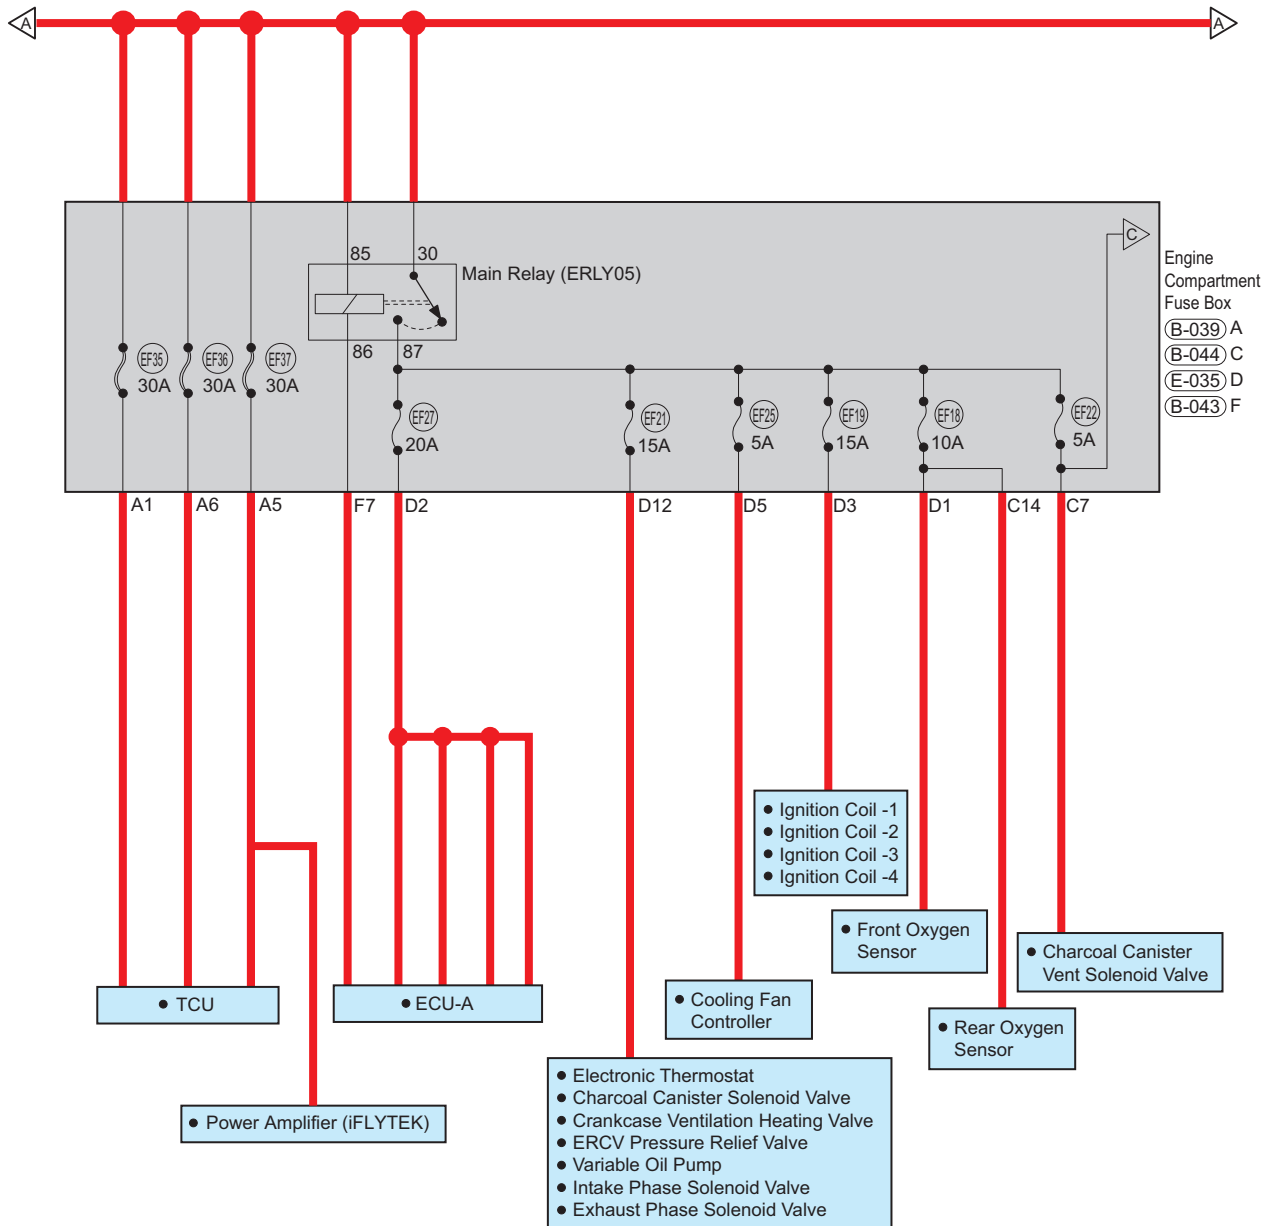 A
A
85
30
Main Relay (ERLY05)
C
Engine
Compartment
Fuse Box
B-039 A
B-044 C
E-035 D
B-043 F
86
87
EF35
30A
EF36
30A
EF37
30A
EF27
20A
EF21
15A
EF25
5A
EF19
15A
EF18
10A
EF22
5A
A1
A6
A5
F7
D2
D12
D5
D3
D1
C14
C7
• Ignition Coil -1
• Ignition Coil -2
• Ignition Coil -3
• Ignition Coil -4
• Front Oxygen
Sensor
• Charcoal Canister
Vent Solenoid Valve
• TCU
• ECU-A
• Cooling Fan
Controller
• Rear Oxygen
Sensor
• Power Amplifier (iFLYTEK)
• Electronic Thermostat
• Charcoal Canister Solenoid Valve
• Crankcase Ventilation Heating Valve
• ERCV Pressure Relief Valve
• Variable Oil Pump
• Intake Phase Solenoid Valve
• Exhaust Phase Solenoid Valve